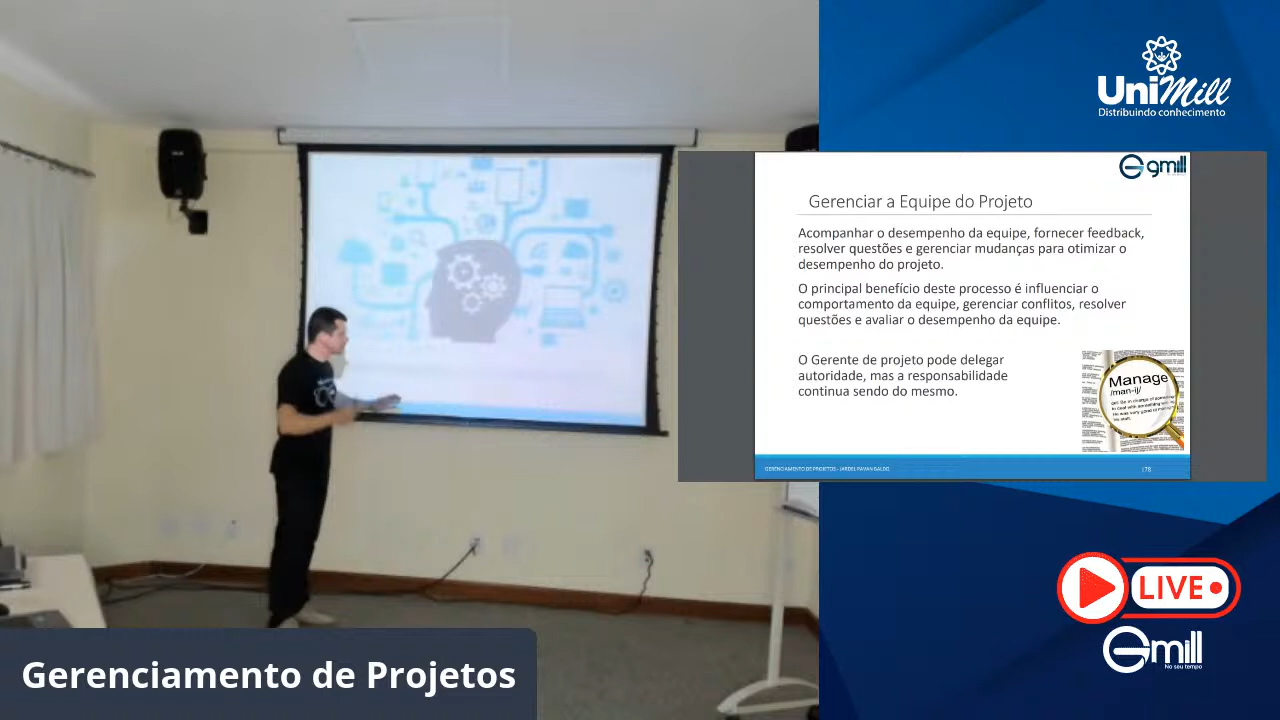 UniMill
Distribuindo conhecimento
gmill
Gerenciar a Equipe do Projeto
Acompanhar o desempenho da equipe, fornecer feedback,
resolver questões e gerenciar mudanças para otimizar o
desempenho do projeto.
O principal benefício deste processo é influenciar o
comportamento da equipe, gerenciar conflitos, resolver
questões e avaliar o desempenho da equipe.
O Gerente de projeto pode delegar
autoridade, mas a responsabilidade
continua sendo do mesmo.
Manage
/man-ij/
GERENCIAMENTO DE PROJETOS - JARDEL PAVAN BALDO
178
LIVE
Gmill
No seu tempo
Gerenciamento de Projetos